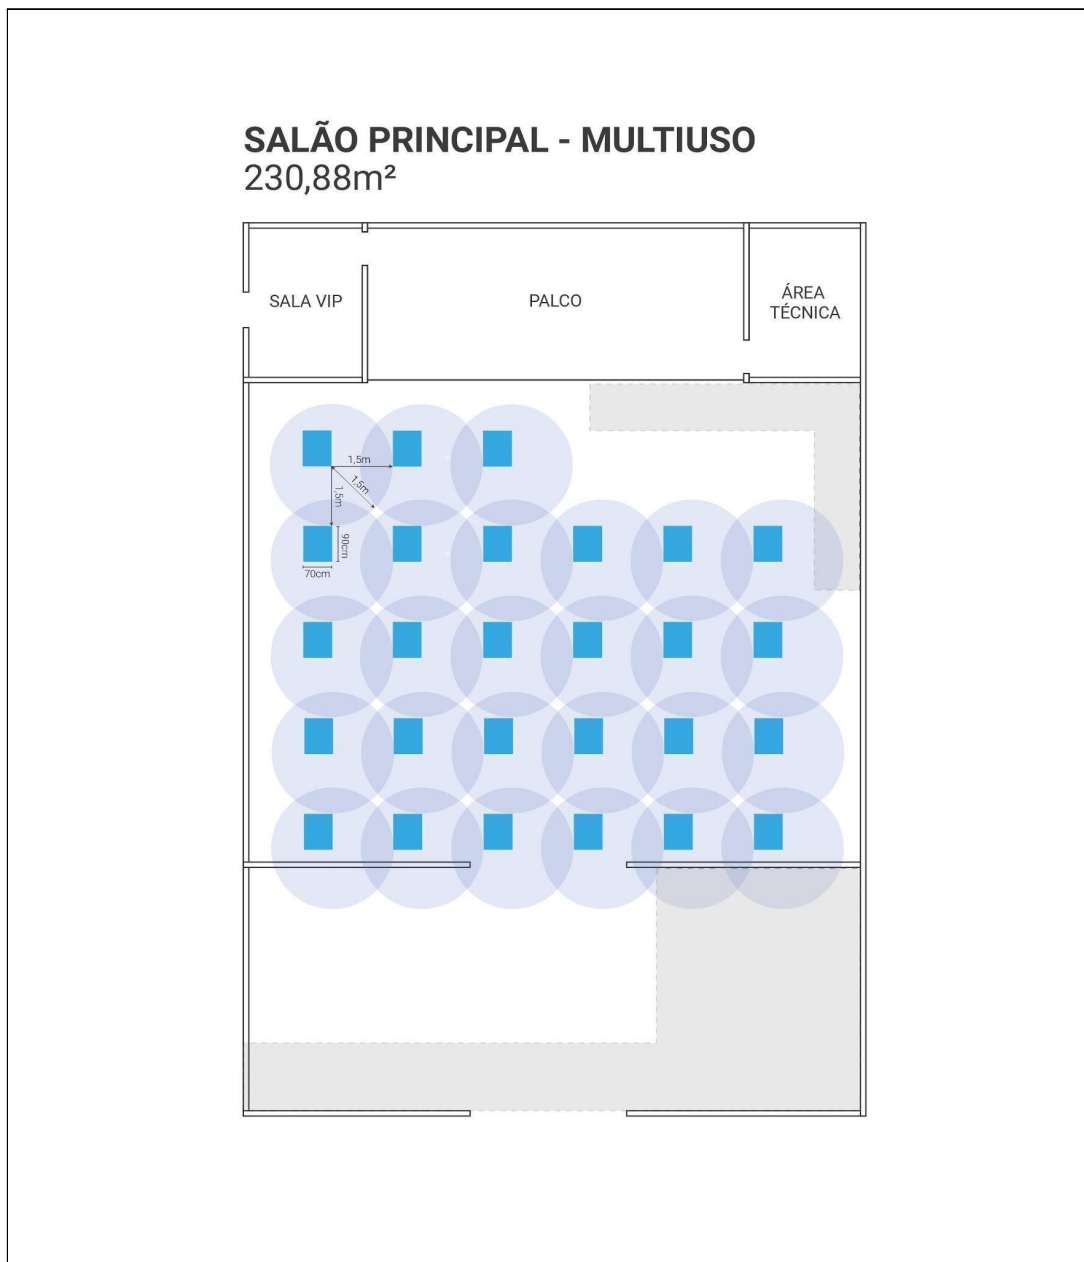 SALÃO PRINCIPAL - MULTIUSO
230,88m²
SALA VIP
PALCO
ÁREA
TÉCNICA
1,5m
1,5m
1,5m
90cm
70cm